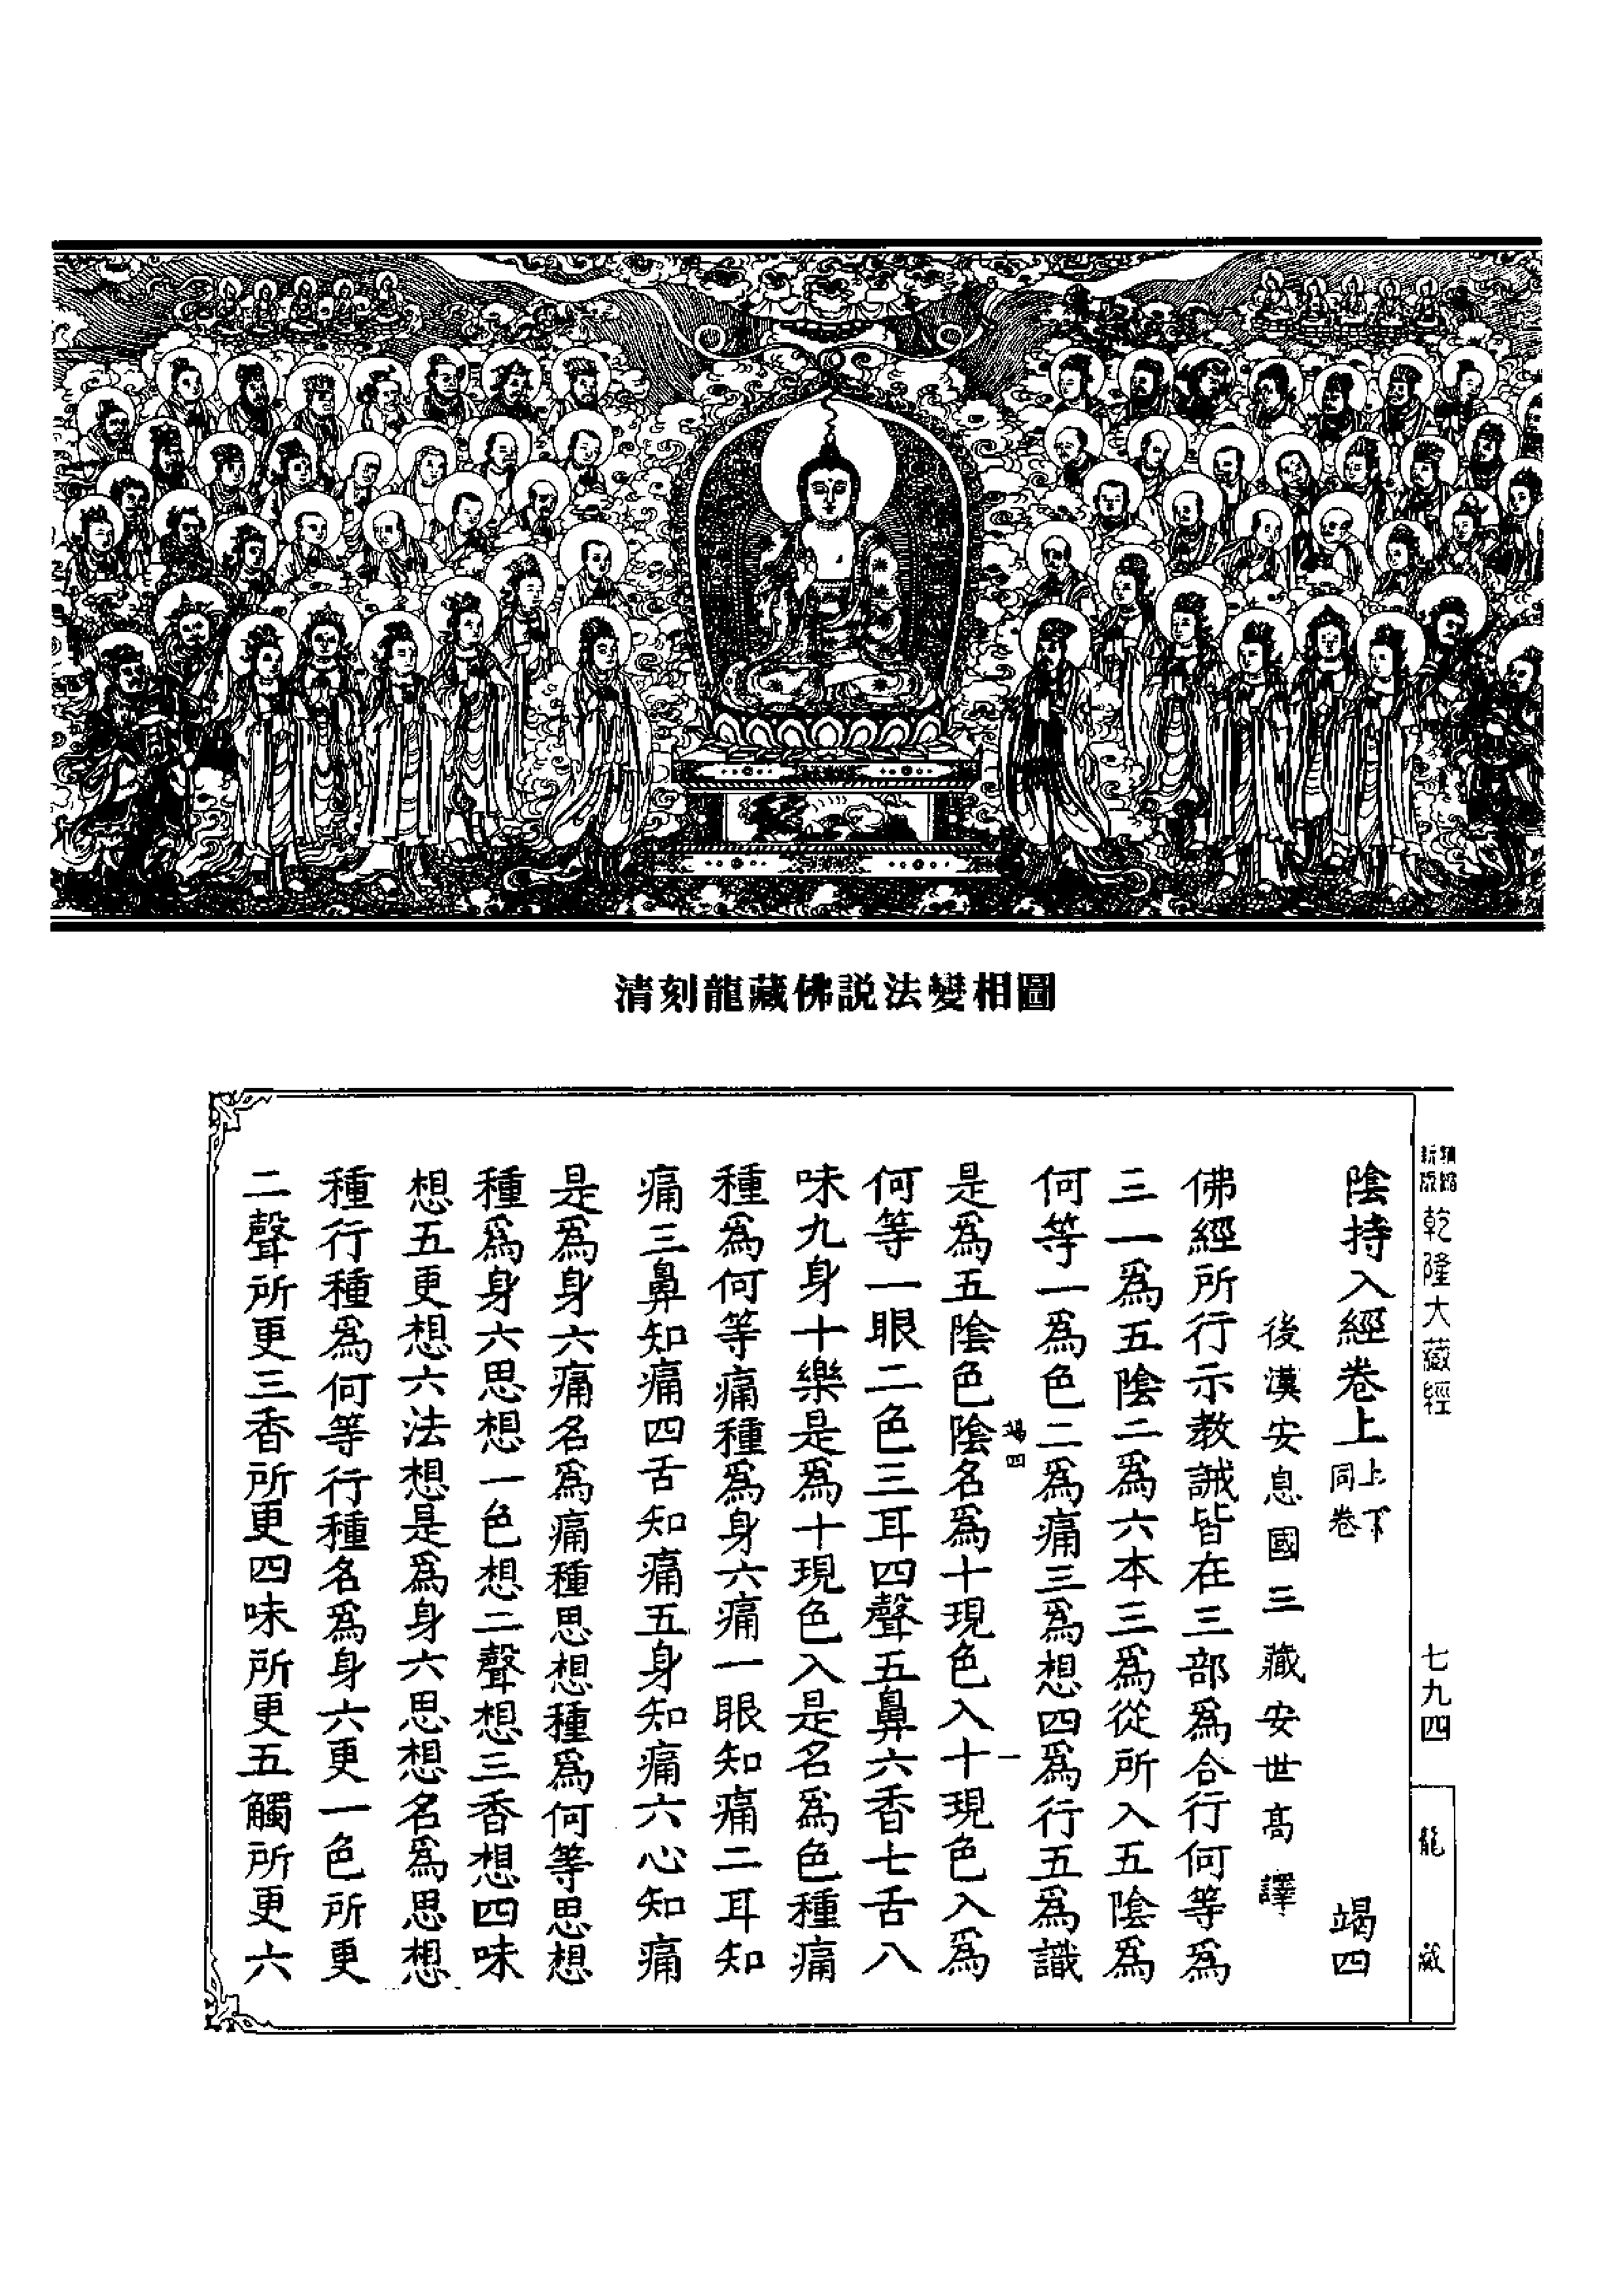 清刻龍藏佛説法變相圖
乾隆大藏經
七九四
龍藏
陰持入經卷上 上下同卷 竭四
後漢安息國三藏安世高譯
佛經所行示教誡皆在三部爲合行何等爲
三一爲五陰二爲六本三爲從所入五陰爲
何等一爲色二爲痛三爲想四爲行五爲識
竭四 一
是爲五陰色陰名爲十現色入十現色入爲
何等一眼二色三耳四聲五鼻六香七舌八
味九身十樂是爲十現色入是名爲色種痛
種爲何等痛種爲身六痛一眼知痛二耳知
痛三鼻知痛四舌知痛五身知痛六心知痛
是爲身六痛名爲痛種思想種爲何等思想
種爲身六思想一色想二聲想三香想四味
想五更想六法想是爲身六思想名爲思想
種行種爲何等行種名爲身六更一色所更
二聲所更三香所更四味所更五觸所更六